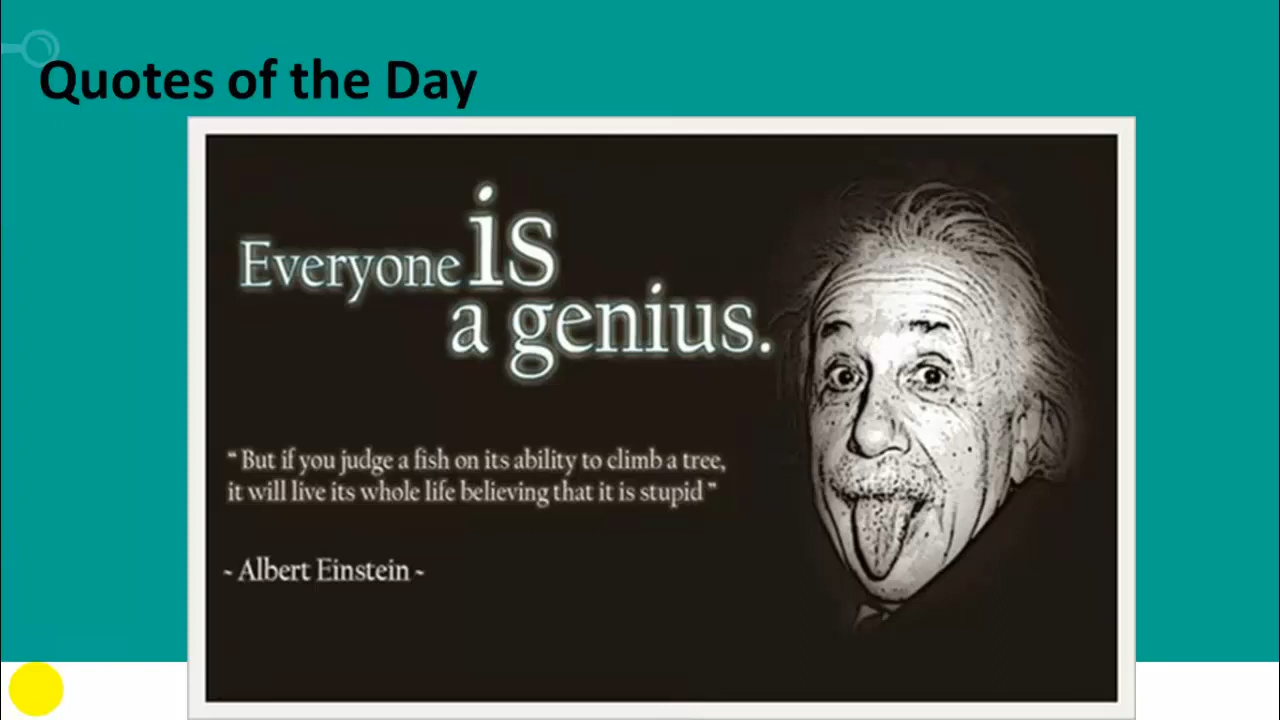 Quotes of the Day
Everyone is
a genius.
“ But if you judge a fish on its ability to climb a tree,
it will live its whole life believing that it is stupid ”
~ Albert Einstein ~